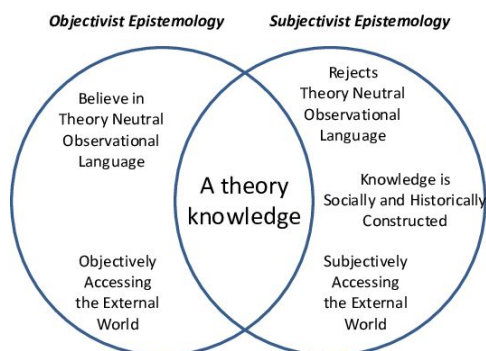 Objectivist Epistemology
Subjectivist Epistemology
Believe in
Theory Neutral
Observational
Language
Objectively
Accessing
the External
World
A theory
knowledge
Rejects
Theory Neutral
Observational
Language
Knowledge is
Socially and Historically
Constructed
Subjectively
Accessing
the External
World